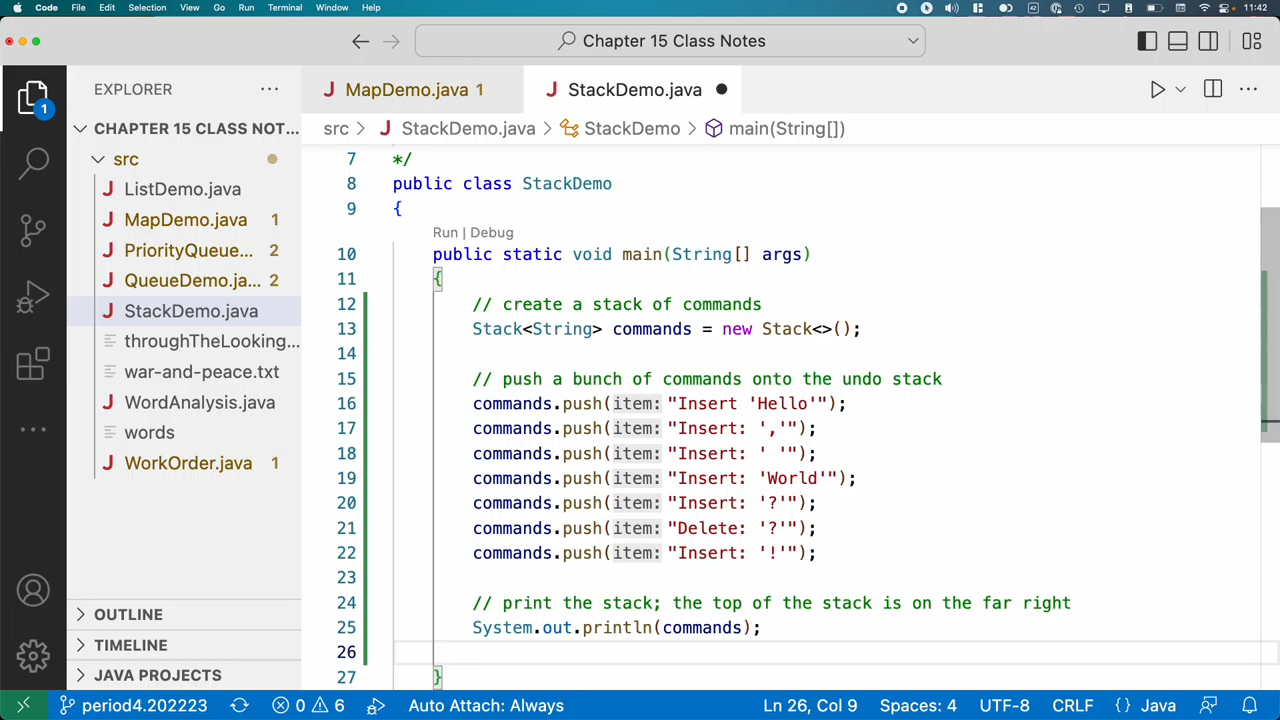 Code File Edit Selection View Go Run Terminal Window Help 11:42
Chapter 15 Class Notes
EXPLORER
1
CHAPTER 15 CLASS NOT...
src
ListDemo.java
MapDemo.java 1
PriorityQueue... 2
QueueDemo.ja... 2
StackDemo.java
throughTheLooking...
war-and-peace.txt
WordAnalysis.java
words
WorkOrder.java 1
OUTLINE
TIMELINE
JAVA PROJECTS
MapDemo.java 1 StackDemo.java
src > StackDemo.java > StackDemo > main(String[])
7 */
8 public class StackDemo
9 {
Run | Debug
10 public static void main(String[] args)
11 {
12 // create a stack of commands
13 Stack<String> commands = new Stack<>();
14
15 // push a bunch of commands onto the undo stack
16 commands.push(item: "Insert 'Hello'");
17 commands.push(item: "Insert: ','");
18 commands.push(item: "Insert: ' '");
19 commands.push(item: "Insert: 'World'");
20 commands.push(item: "Insert: '?'");
21 commands.push(item: "Delete: '?'");
22 commands.push(item: "Insert: '!'");
23
24 // print the stack; the top of the stack is on the far right
25 System.out.println(commands);
26
27 }
period4.202223 0 6 Auto Attach: Always Ln 26, Col 9 Spaces: 4 UTF-8 CRLF {} Java